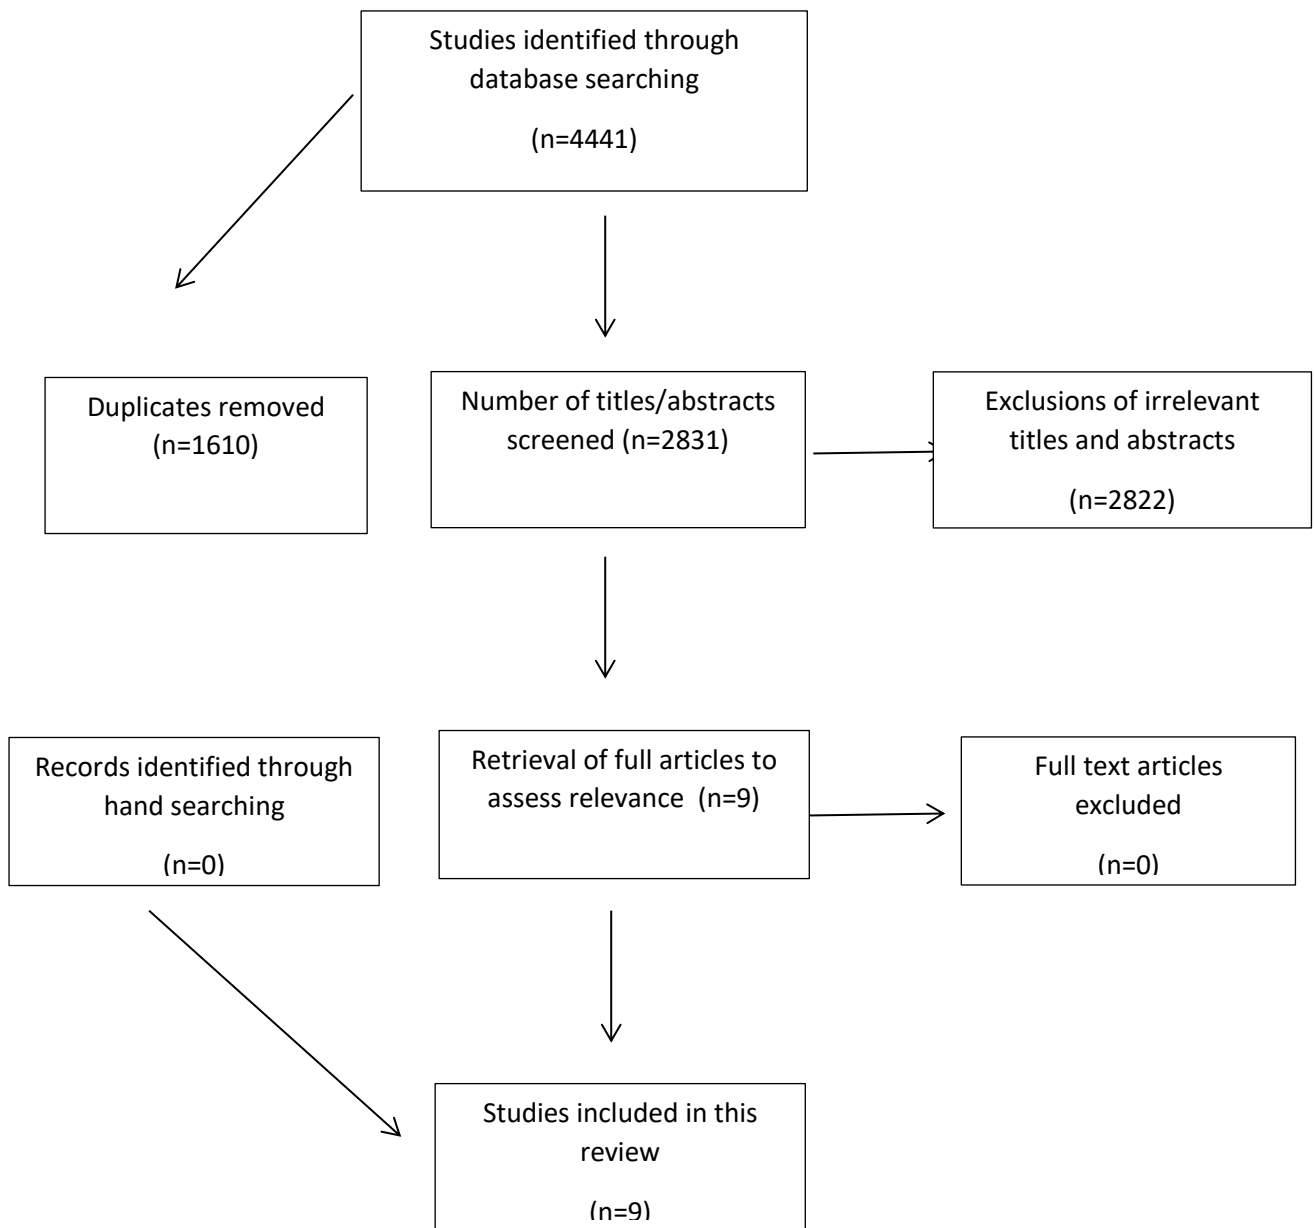 Studies identified through
database searching
(n=4441)
Duplicates removed
(n=1610)
Number of titles/abstracts
screened (n=2831)
Exclusions of irrelevant
titles and abstracts
(n=2822)
Records identified through
hand searching
(n=0)
Retrieval of full articles to
assess relevance  (n=9)
Full text articles
excluded
(n=0)
Studies included in this
review
(n=9)